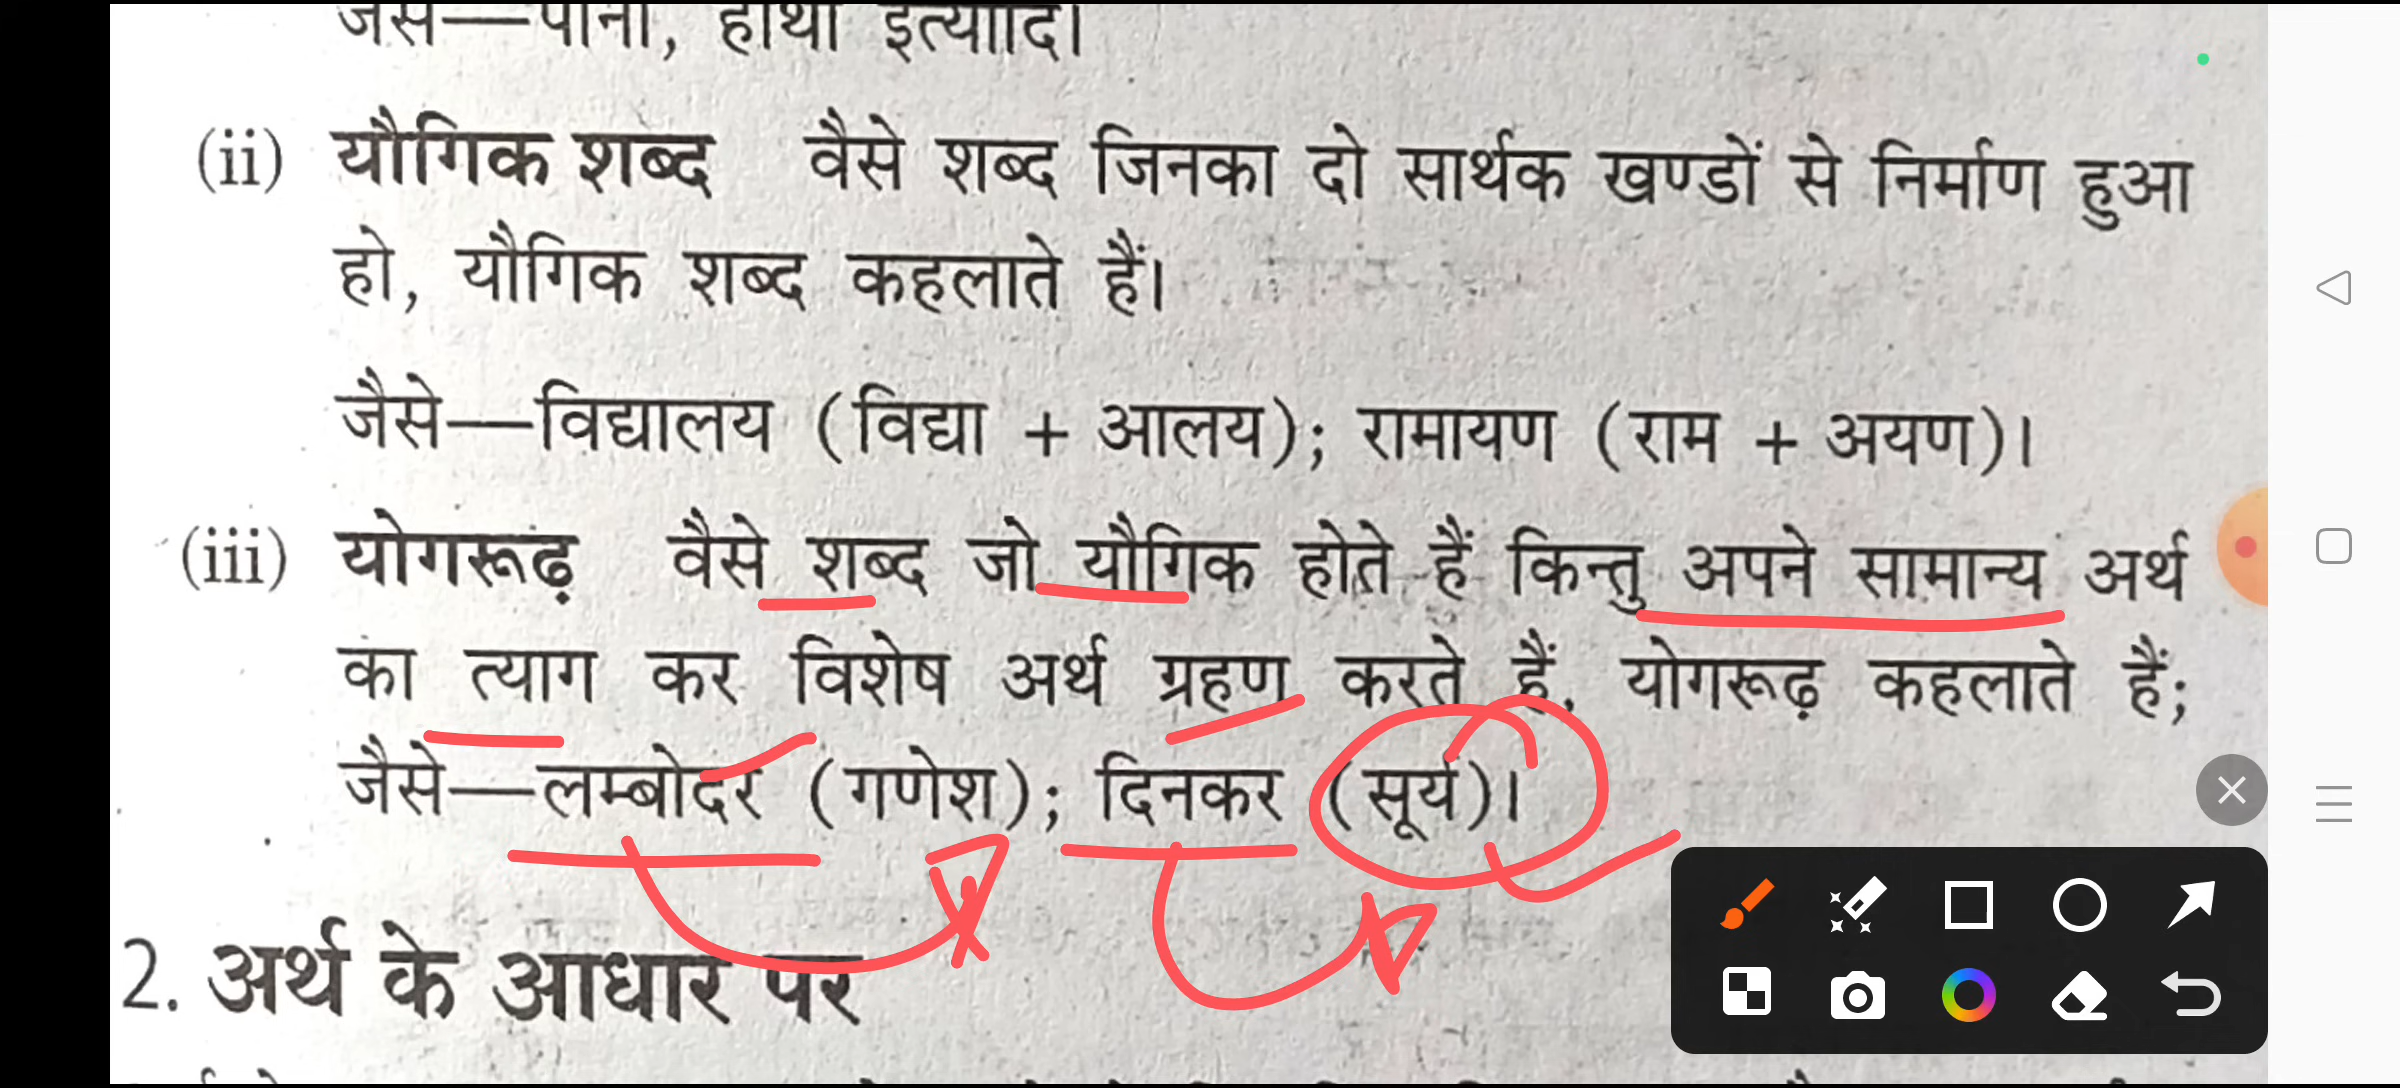 जैसे—पानी, हाथी इत्यादि।
(ii) यौगिक शब्द वैसे शब्द जिनका दो सार्थक खण्डों से निर्माण हुआ
हो, यौगिक शब्द कहलाते हैं।
जैसे—विद्यालय (विद्या + आलय); रामायण (राम + अयण)।
(iii) योगरूढ़ वैसे शब्द जो यौगिक होते हैं किन्तु अपने सामान्य अर्थ
का त्याग कर विशेष अर्थ ग्रहण करते हैं, योगरूढ़ कहलाते हैं;
जैसे—लम्बोदर (गणेश); दिनकर (सूर्य)।
2. अर्थ के आधार पर